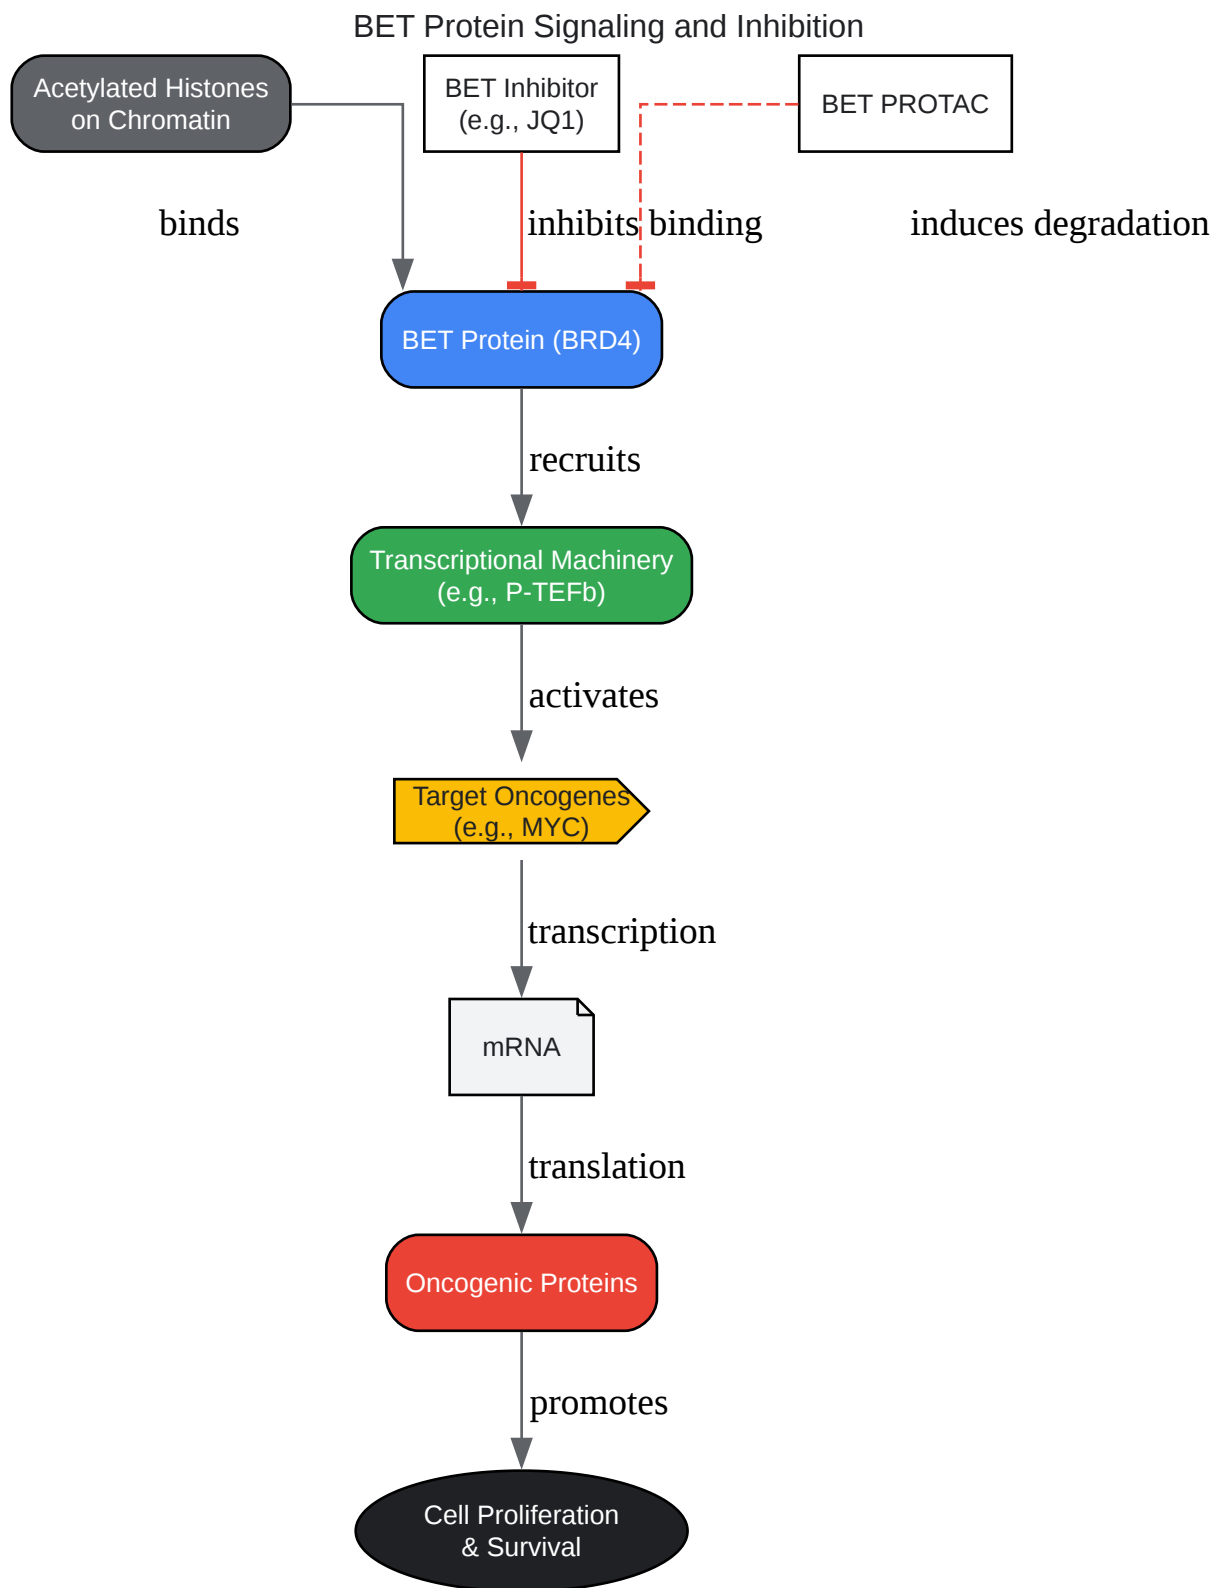 BET Protein Signaling and Inhibition
Acetylated Histones
on Chromatin
BET Inhibitor
(e.g., JQ1)
BET PROTAC
binds
inhibits binding
induces degradation
BET Protein (BRD4)
recruits
Transcriptional Machinery
(e.g., P-TEFb)
activates
Target Oncogenes
(e.g., MYC)
transcription
mRNA
translation
Oncogenic Proteins
promotes
Cell Proliferation
& Survival